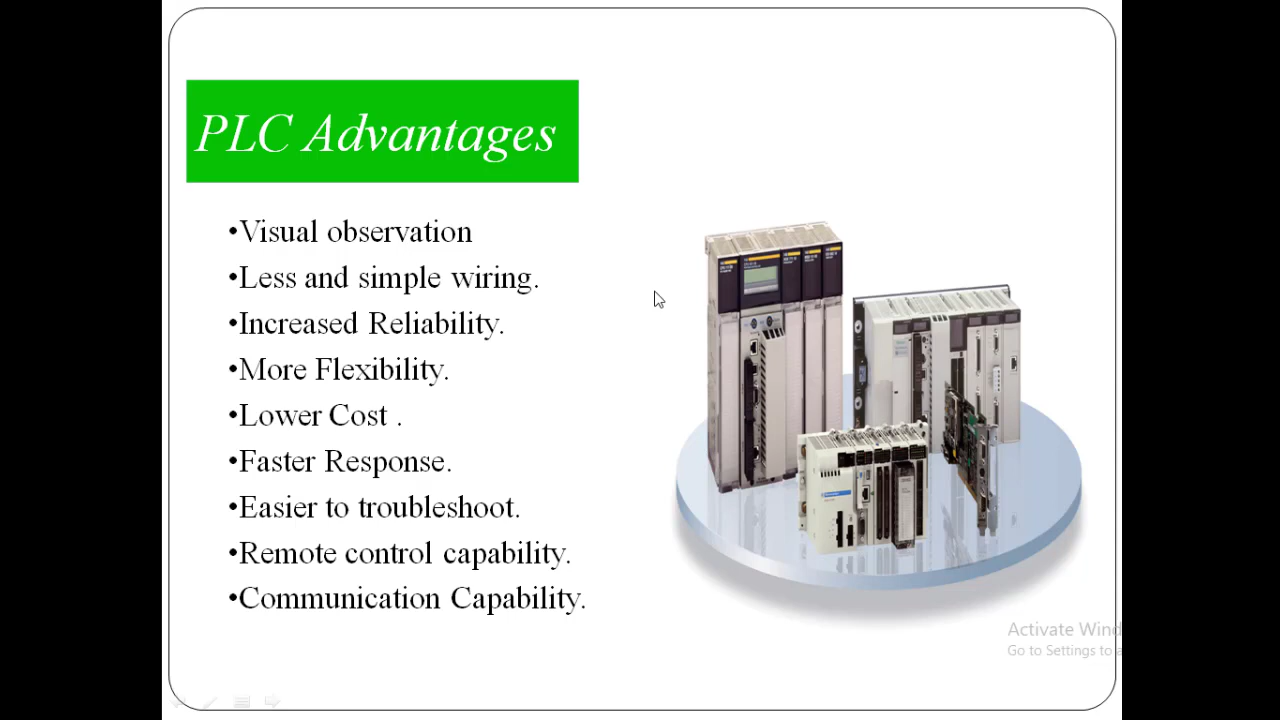 PLC Advantages
•Visual observation
•Less and simple wiring.
•Increased Reliability.
•More Flexibility.
•Lower Cost .
•Faster Response.
•Easier to troubleshoot.
•Remote control capability.
•Communication Capability.
Activate Wind
Go to Settings to a